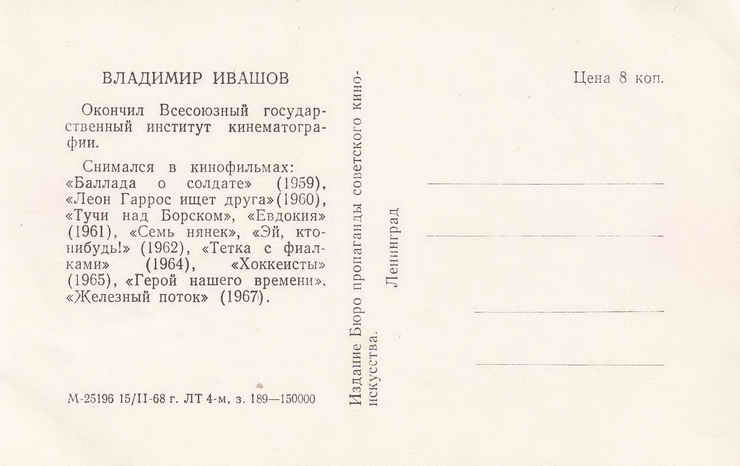 ВЛАДИМИР ИВАШОВ
Окончил Всесоюзный государ-
ственный институт кинематогра-
фии.
Снимался в кинофильмах:
«Баллада о солдате» (1959),
«Леон Гаррос ищет друга»(1960),
«Тучи над Борском», «Евдокия»
(1961), «Семь нянек», «Эй, кто-
нибудь!» (1962), «Тетка с фиал-
ками» (1964), «Хоккеисты»
(1965), «Герой нашего времени»,
«Железный поток» (1967).
М-25196 15/II-68 г. ЛТ 4-м, з. 189—150000
Издание Бюро пропаганды советского кино-
искусства.
Ленинград
Цена 8 коп.